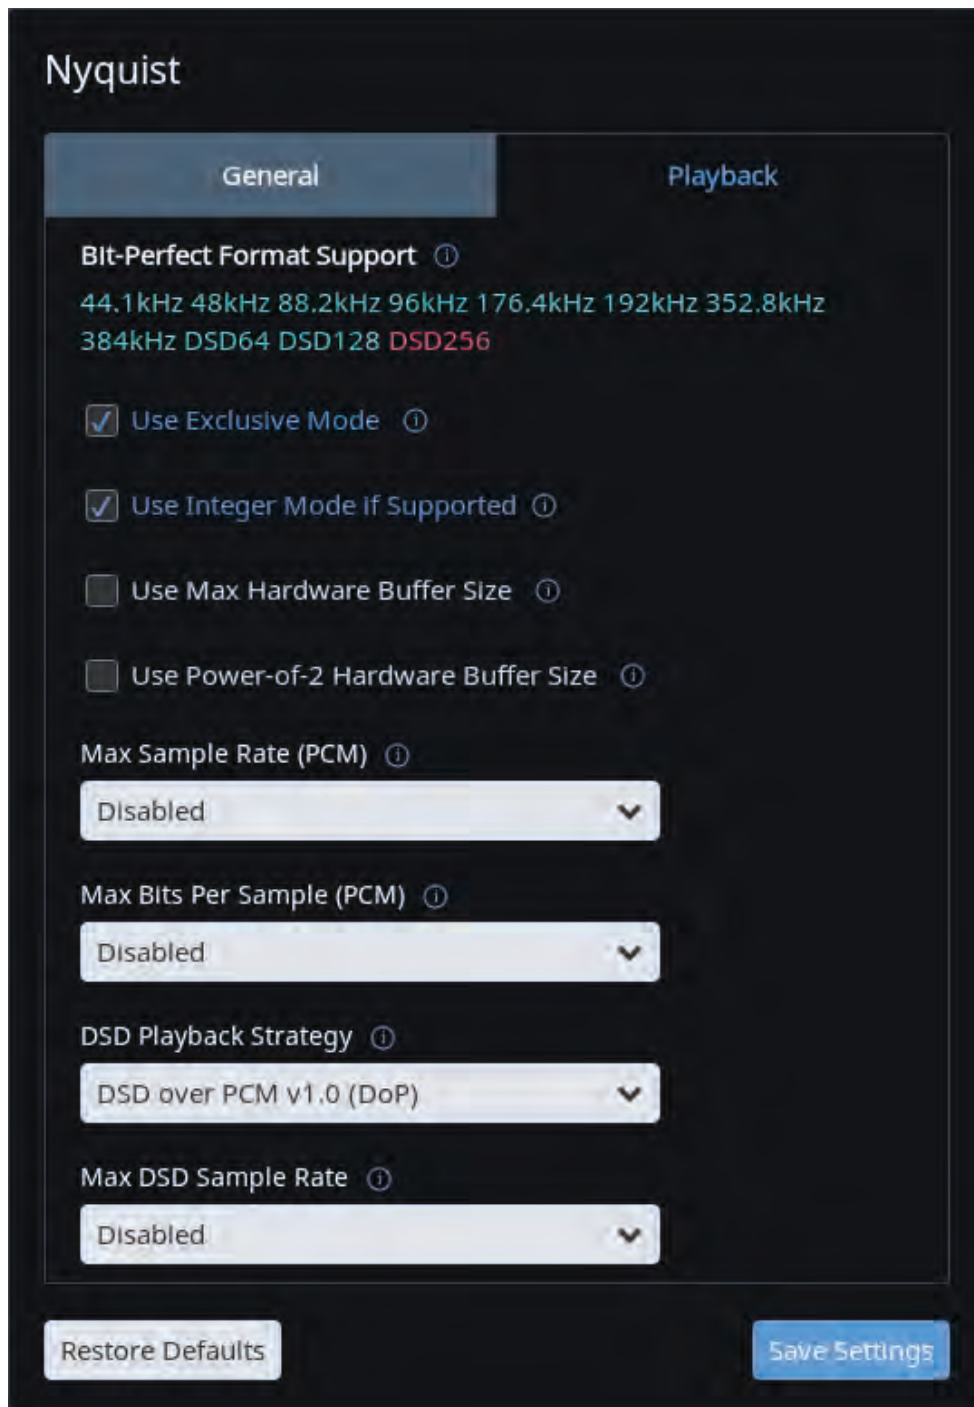 Nyquist
General Playback
Bit-Perfect Format Support
44.1kHz 48kHz 88.2kHz 96kHz 176.4kHz 192kHz 352.8kHz
384kHz DSD64 DSD128 DSD256
Use Exclusive Mode
Use Integer Mode if Supported
Use Max Hardware Buffer Size
Use Power-of-2 Hardware Buffer Size
Max Sample Rate (PCM)
Disabled
Max Bits Per Sample (PCM)
Disabled
DSD Playback Strategy
DSD over PCM v1.0 (DoP)
Max DSD Sample Rate
Disabled
Restore Defaults Save Settings